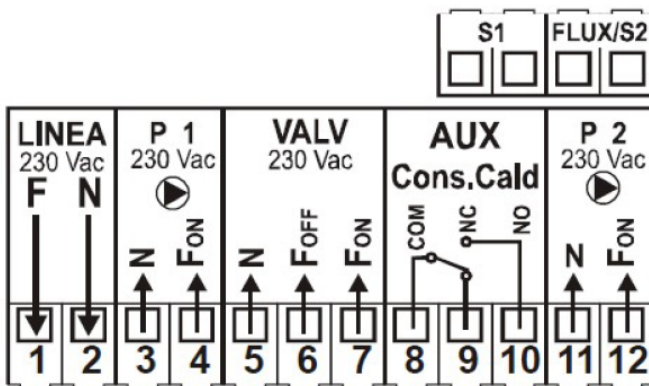 S1 FLUX/S2
LINEA P 1 VALV AUX P 2
230 Vac 230 Vac 230 Vac Cons.Cald 230 Vac
F N
N FON N FOFF FON COM NC NO N FON
1 2 3 4 5 6 7 8 9 10 11 12